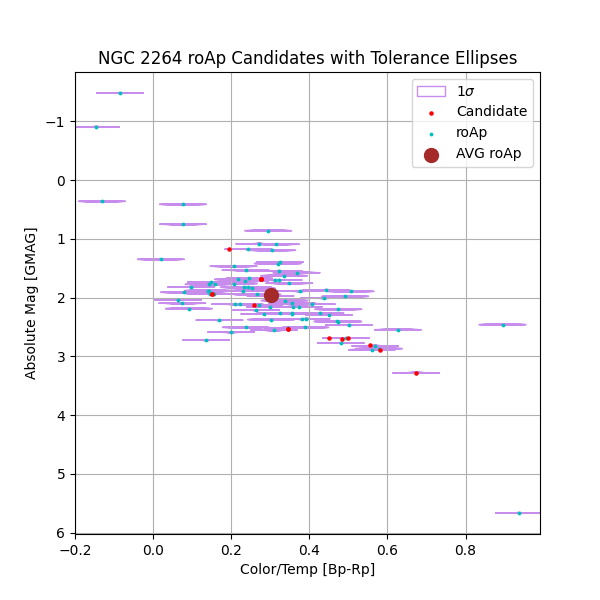 NGC 2264 roAp Candidates with Tolerance Ellipses
1σ
Candidate
roAp
AVG roAp
−1
0
1
2
3
4
5
6
Absolute Mag [GMAG]
−0.2
0.0
0.2
0.4
0.6
0.8
Color/Temp [Bp-Rp]